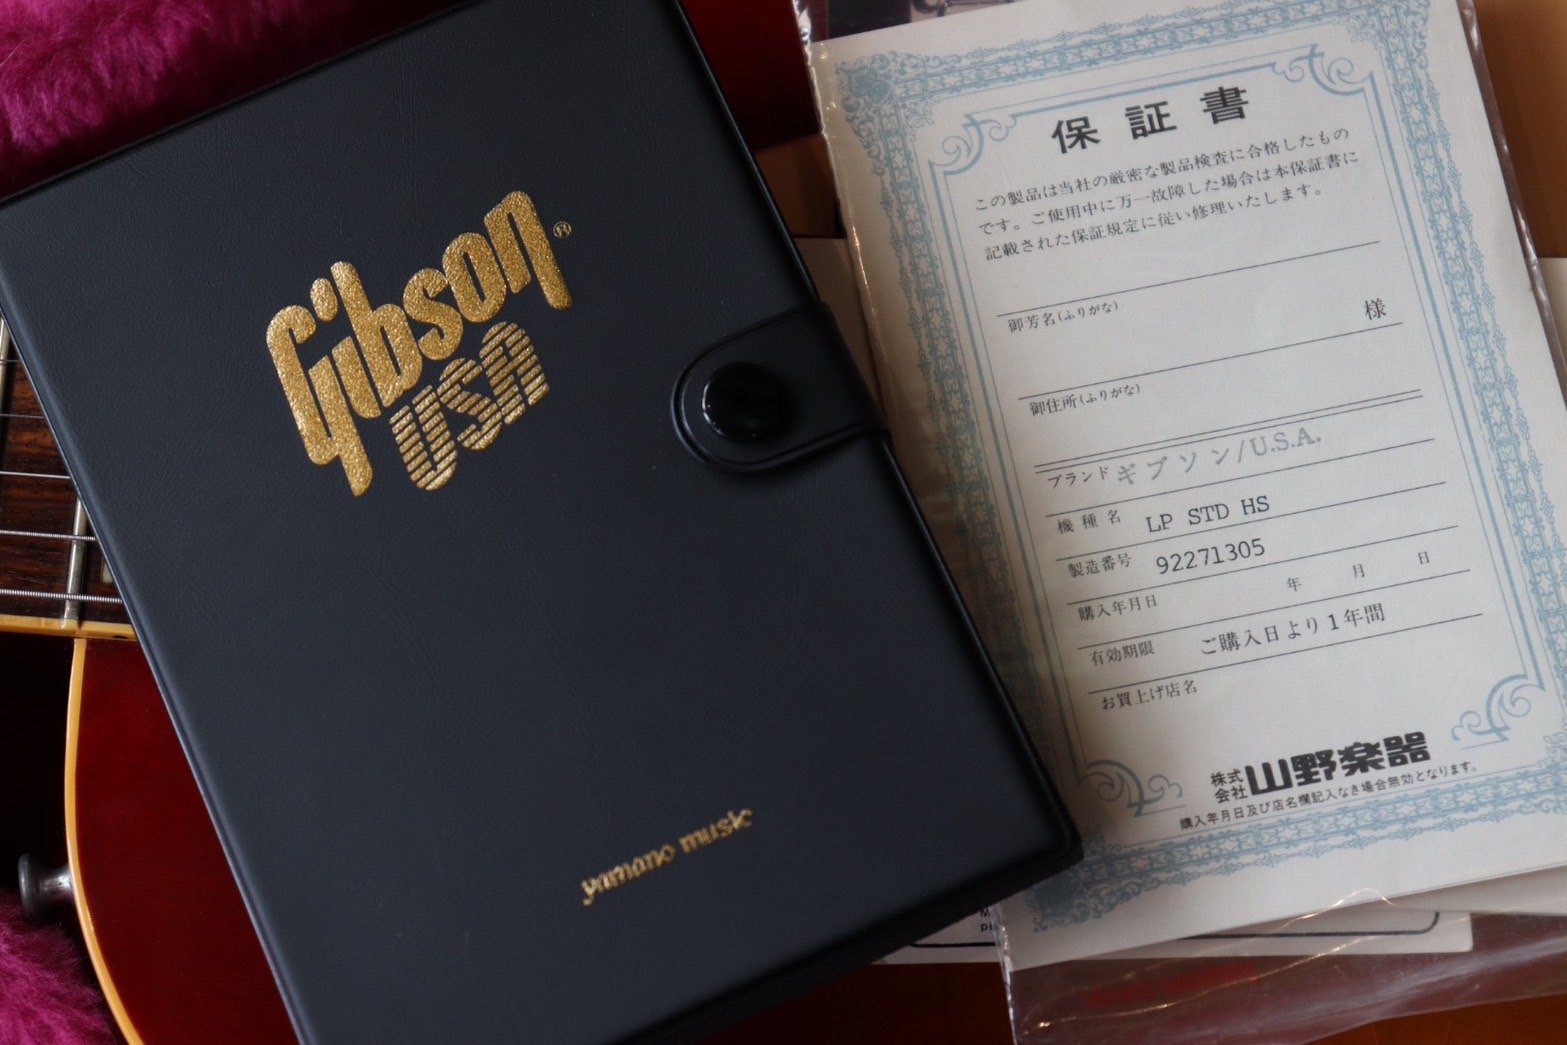 Gibson®
USA
yamano music
保証書
この製品は当社の厳密な製品検査に合格したもの
です。ご使用中に万一故障した場合は本保証書に
記載された保証規定に従い修理いたします。
御芳名(ふりがな) 様
御住所(ふりがな)
ブランド ギブソン/U.S.A.
機種名 LP STD HS
製造番号 92271305
購入年月日 年 月 日
有効期限 ご購入日より1年間
お買上げ店名
株式会社 山野楽器
購入年月日及び店名欄記入なき場合無効となります。